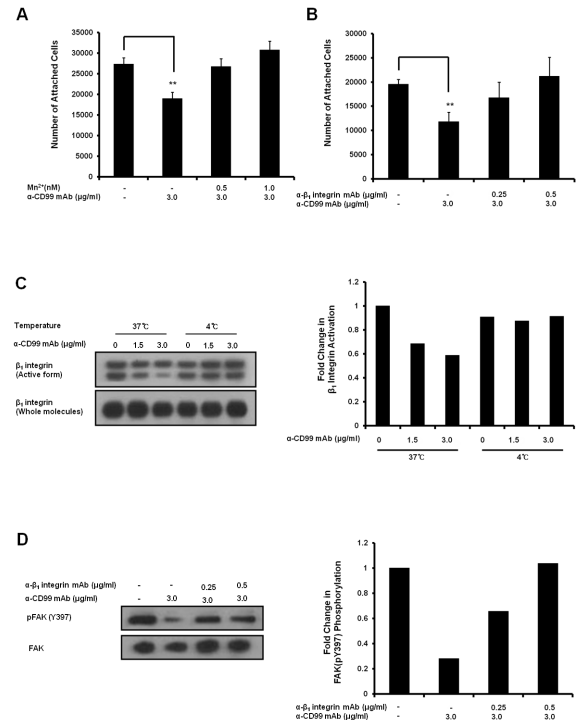 A
Number of Attached Cells
35000
30000
25000
20000
15000
10000
5000
0
**
Mn²⁺(nM) - - 0.5 1.0
α-CD99 mAb (μg/ml) - 3.0 3.0 3.0
B
Number of Attached Cells
30000
25000
20000
15000
10000
5000
0
**
α-β₁ integrin mAb (μg/ml) - - 0.25 0.5
α-CD99 mAb (μg/ml) - 3.0 3.0 3.0
C
Temperature 37℃ 4℃
α-CD99 mAb (μg/ml) 0 1.5 3.0 0 1.5 3.0
β₁ integrin
(Active form)
β₁ integrin
(Whole molecules)
Fold Change in
β₁ Integrin Activation
1.2
1
0.8
0.6
0.4
0.2
0
α-CD99 mAb (μg/ml) 0 1.5 3.0 0 1.5 3.0
37℃ 4℃
D
α-β₁ integrin mAb (μg/ml) - - 0.25 0.5
α-CD99 mAb (μg/ml) - 3.0 3.0 3.0
pFAK (Y397)
FAK
Fold Change in
FAK(pY397) Phosphorylation
1.2
1
0.8
0.6
0.4
0.2
0
α-β₁ integrin mAb (μg/ml) - - 0.25 0.5
α-CD99 mAb (μg/ml) - 3.0 3.0 3.0